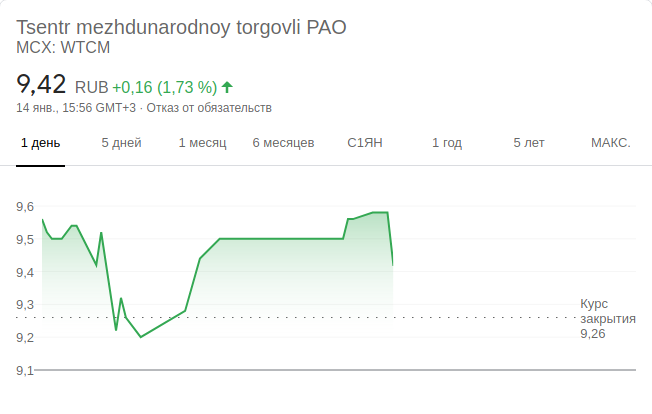 Tsentr mezhdunarodnoy torgovli PAO
MCX: WTCM
9,42 RUB +0,16 (1,73 %)
14 янв., 15:56 GMT+3 · Отказ от обязательств
1 день 5 дней 1 месяц 6 месяцев С1ЯН 1 год 5 лет МАКС.
9,6
9,5
9,4
9,3
9,2
9,1
Курс
закрытия
9,26